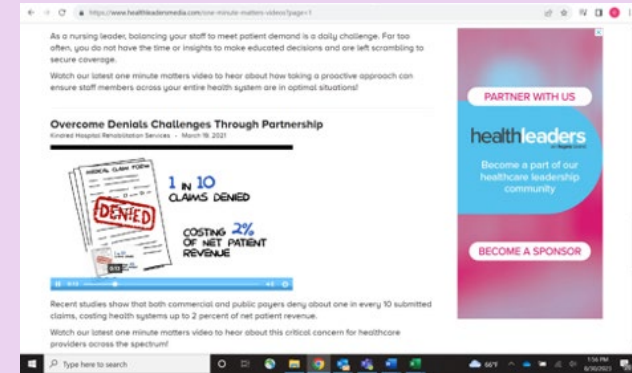 https://www.healthleadersmedia.com/one-minute-matters-videos?page=1
As a nursing leader, balancing your staff to meet patient demand is a daily challenge. Far too
often, you do not have the time or insights to make educated decisions and are left scrambling to
secure coverage.
Watch our latest one minute matters video to hear about how taking a proactive approach can
ensure staff members across your entire health system are in optimal situations!
Overcome Denials Challenges Through Partnership
Kindred Hospital Rehabilitation Services • March 19, 2021
MEDICAL CLAIM FORM
DENIED
1 IN 10
CLAIMS DENIED
COSTING 2%
OF NET PATIENT
REVENUE
0:13
Recent studies show that both commercial and public payers deny about one in every 10 submitted
claims, costing health systems up to 2 percent of net patient revenue.
Watch our latest one minute matters video to hear about this critical concern for healthcare
providers across the spectrum!
PARTNER WITH US
healthleaders
Become a part of our
healthcare leadership
community
BECOME A SPONSOR
Type here to search
66°F
1:56 PM
6/30/2023